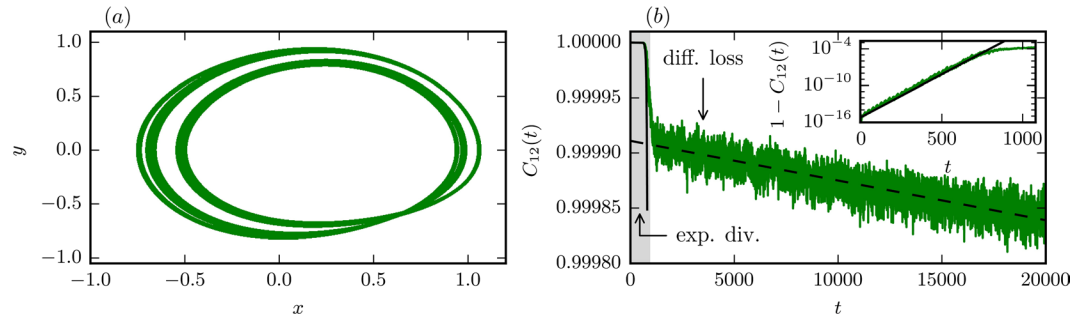 (a)
1.0
0.5
0.0
−0.5
−1.0
y
−1.0 −0.5 0.0 0.5 1.0
x
(b)
1.00000
0.99995
0.99990
0.99985
0.99980
C₁₂(t)
diff. loss
exp. div.
0 5000 10000 15000 20000
t
10⁻⁴
10⁻¹⁰
10⁻¹⁶
1 − C₁₂(t)
0 500 1000
t